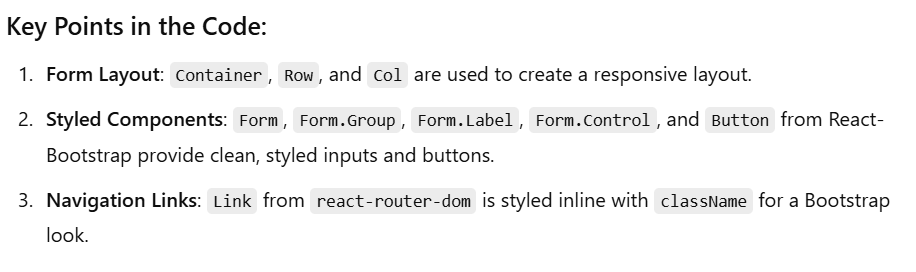 Key Points in the Code:
1. Form Layout: Container, Row, and Col are used to create a responsive layout.
2. Styled Components: Form, Form.Group, Form.Label, Form.Control, and Button from React-
Bootstrap provide clean, styled inputs and buttons.
3. Navigation Links: Link from react-router-dom is styled inline with className for a Bootstrap
look.